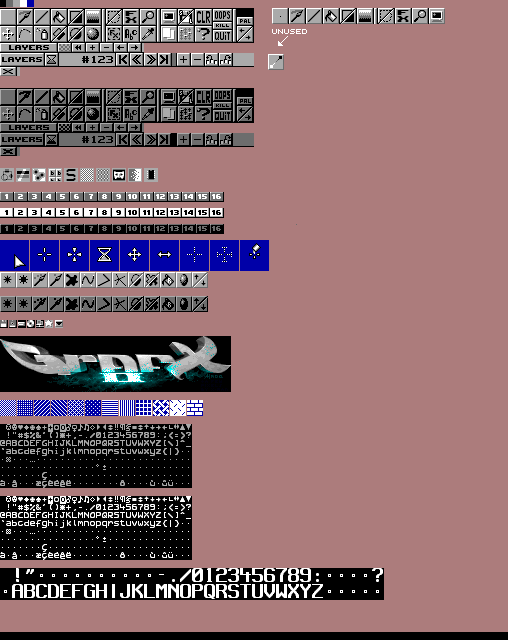 CLR OOPS
KILL
QUIT
PAL
UNUSED
LAYERS
LAYERS #123
CLR OOPS
KILL
QUIT
PAL
LAYERS
LAYERS #123
1 2 3 4 5 6 7 8 9 10 11 12 13 14 15 16
1 2 3 4 5 6 7 8 9 10 11 12 13 14 15 16
1 2 3 4 5 6 7 8 9 10 11 12 13 14 15 16
GrafX
II
!"#$%&'()*+,-./0123456789:;<=>?
@ABCDEFGHIJKLMNOPQRSTUVWXYZ[\]^_
`abcdefghijklmnopqrstuvwxyz{|}~
!"#$%&'()*+,-./0123456789:;<=>?
@ABCDEFGHIJKLMNOPQRSTUVWXYZ[\]^_
`abcdefghijklmnopqrstuvwxyz{|}~
!" -./0123456789: ?
ABCDEFGHIJKLMNOPQRSTUVWXYZ